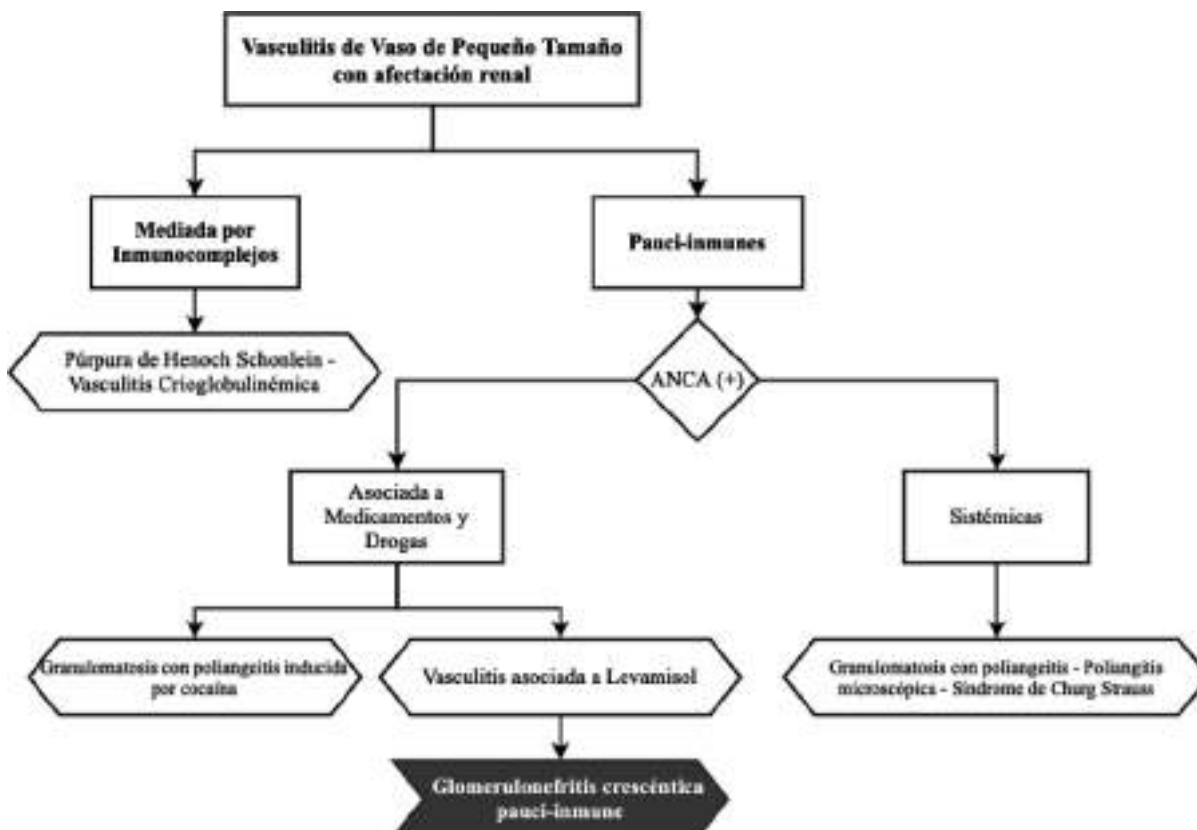 Vasculitis de Vaso de Pequeño Tamaño
con afectación renal
Mediada por
Inmunocomplejos
Pauci-inmunes
Púrpura de Henoch Schonlein -
Vasculitis Crioglobulinémica
ANCA (+)
Asociada a
Medicamentos y
Drogas
Sistémicas
Granulomatosis con poliangeitis inducida
por cocaína
Vasculitis asociada a Levamisol
Granulomatosis con poliangeitis - Poliangitis
microscópica - Síndrome de Churg Strauss
Glomerulonefritis crescéntica
pauci-inmune